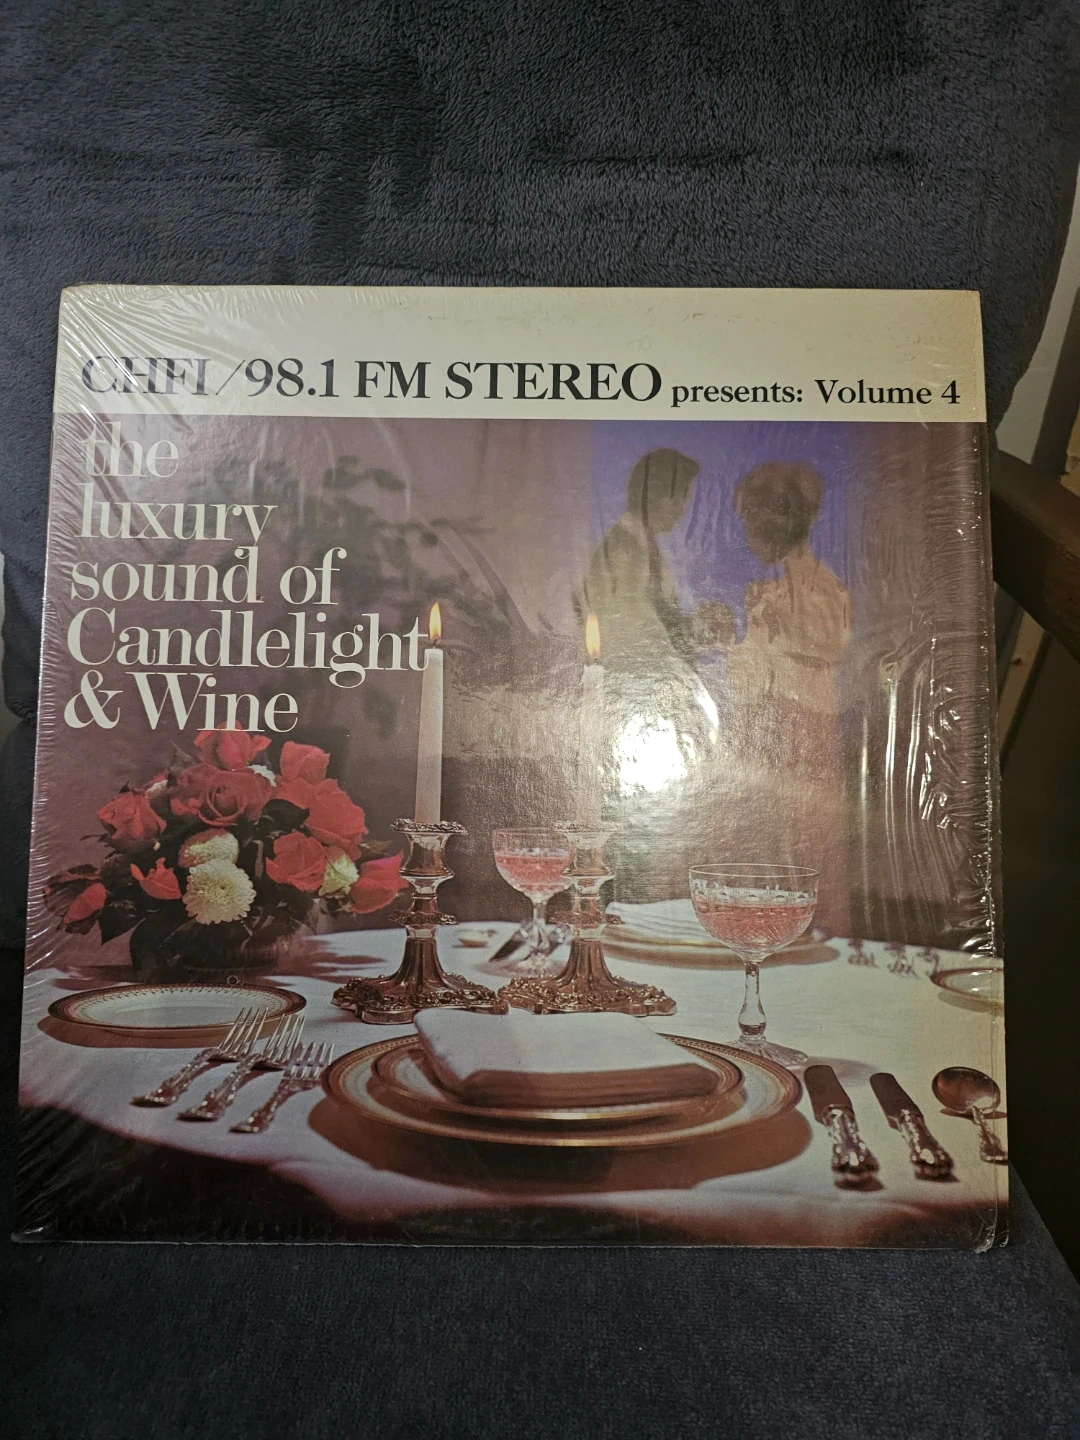 CHFI/98.1 FM STEREO presents: Volume 4
the
luxury
sound of
Candlelight
& Wine